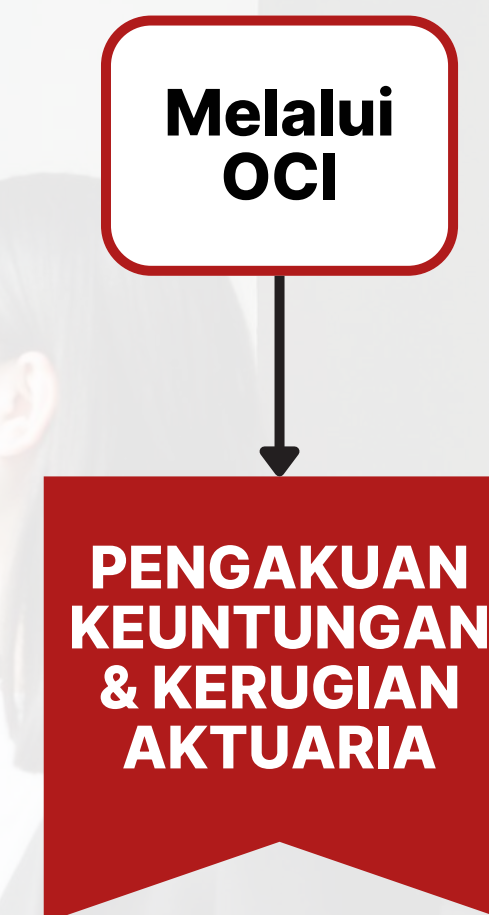 Melalui
OCI
PENGAKUAN
KEUNTUNGAN
& KERUGIAN
AKTUARIA